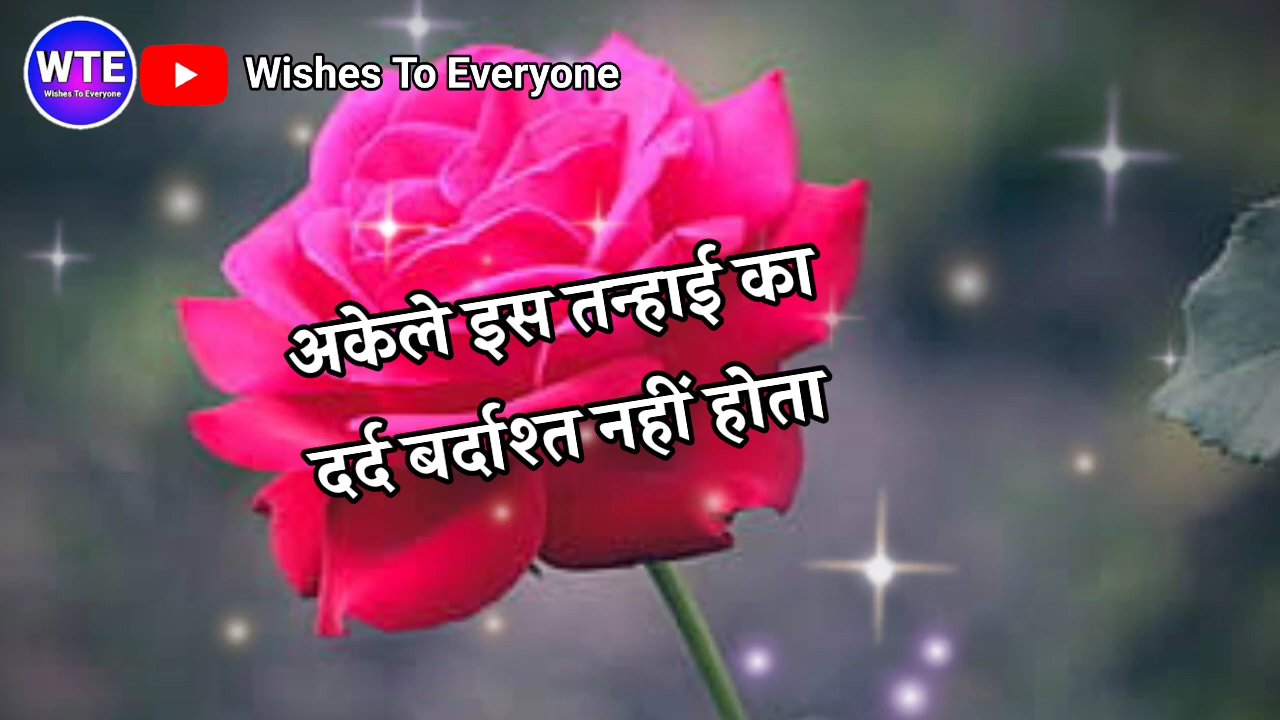 WTE
Wishes To Everyone
Wishes To Everyone
अकेले इस तन्हाई का
दर्द बर्दाश्त नहीं होता